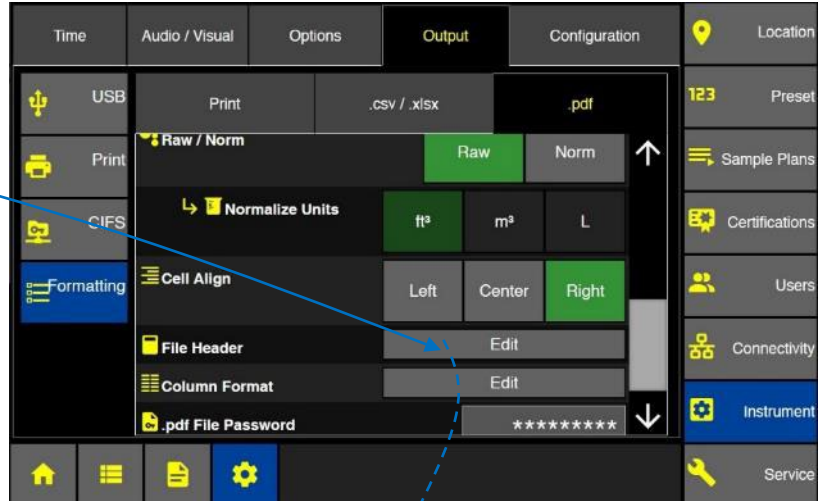 Time Audio / Visual Options Output Configuration Location
USB Print .csv / .xlsx .pdf 123 Preset
Print Raw / Norm Raw Norm Sample Plans
CIFS Normalize Units ft³ m³ L Certifications
Formatting Cell Align Left Center Right Users
File Header Edit Connectivity
Column Format Edit
.pdf File Password ********* Instrument
Service